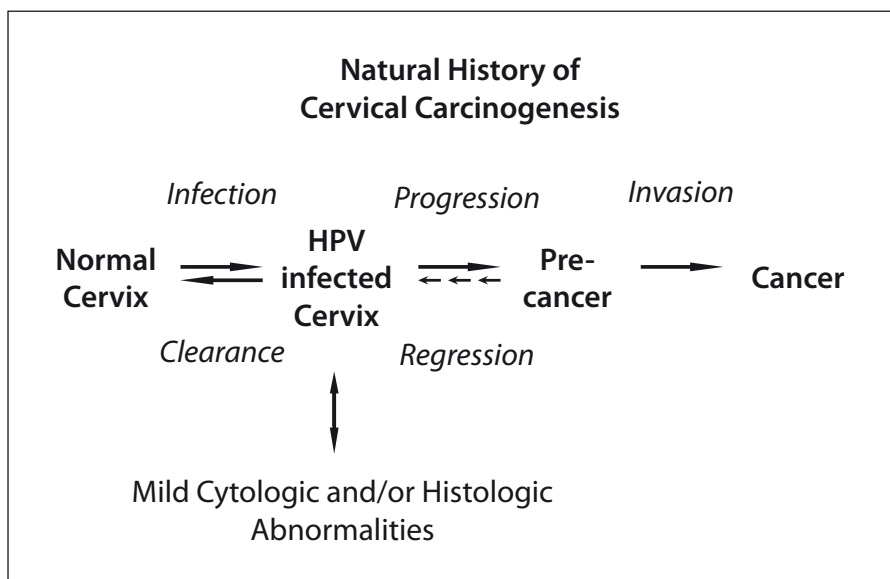 Natural History of
Cervical Carcinogenesis
Infection
Progression
Invasion
Normal
Cervix
HPV
infected
Cervix
Pre-
cancer
Cancer
Clearance
Regression
Mild Cytologic and/or Histologic
Abnormalities